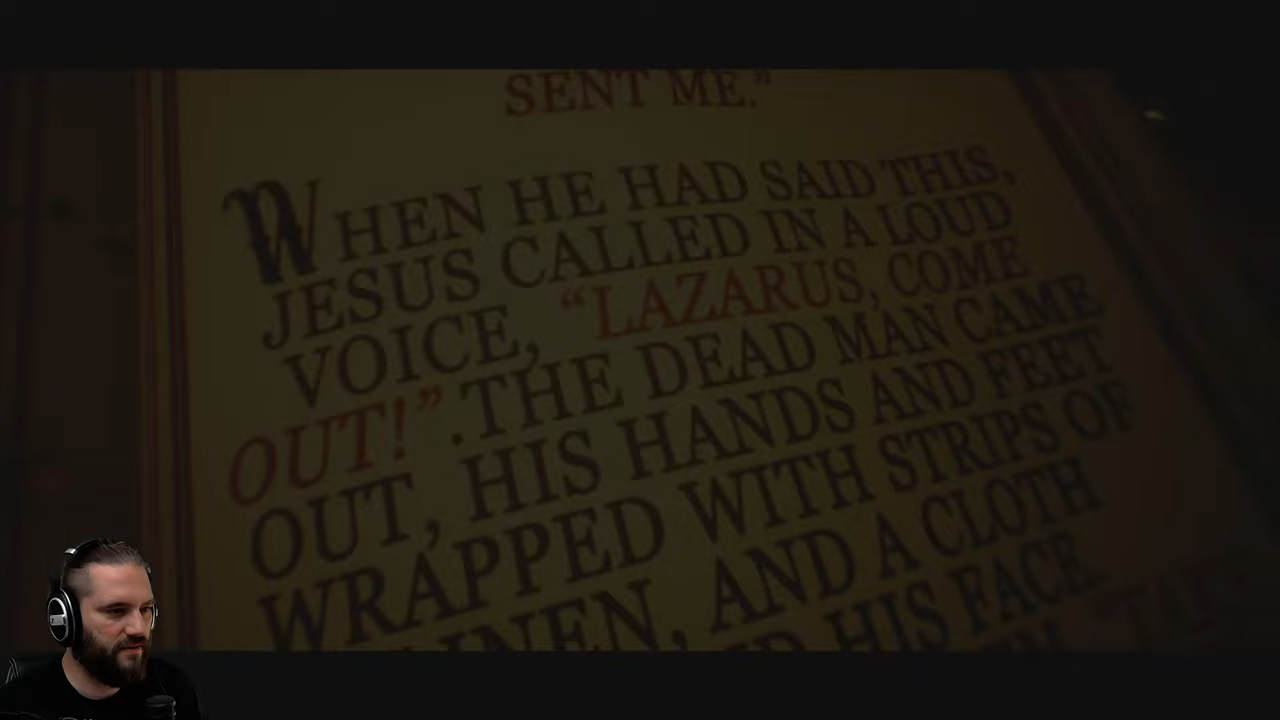 SENT ME."
WHEN HE HAD SAID THIS,
JESUS CALLED IN A LOUD
VOICE, "LAZARUS, COME
OUT!".THE DEAD MAN CAME
OUT, HIS HANDS AND FEET
WRAPPED WITH STRIPS OF
LINEN, AND A CLOTH
HIS FACE